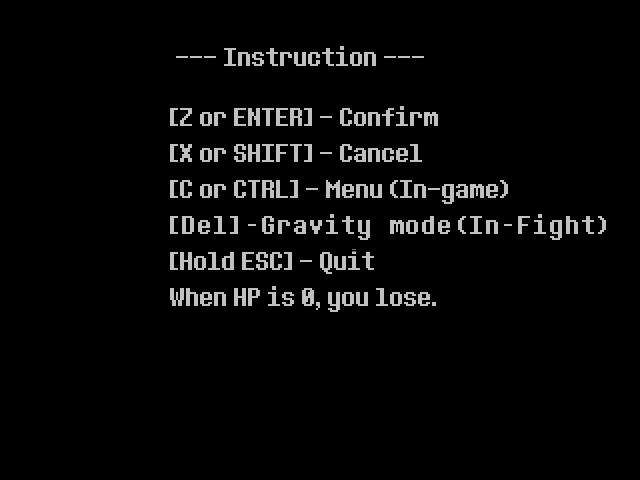 --- Instruction ---
[Z or ENTER] - Confirm
[X or SHIFT] - Cancel
[C or CTRL] - Menu (In-game)
[Del]-Gravity mode(In-Fight)
[Hold ESC] - Quit
When HP is 0, you lose.